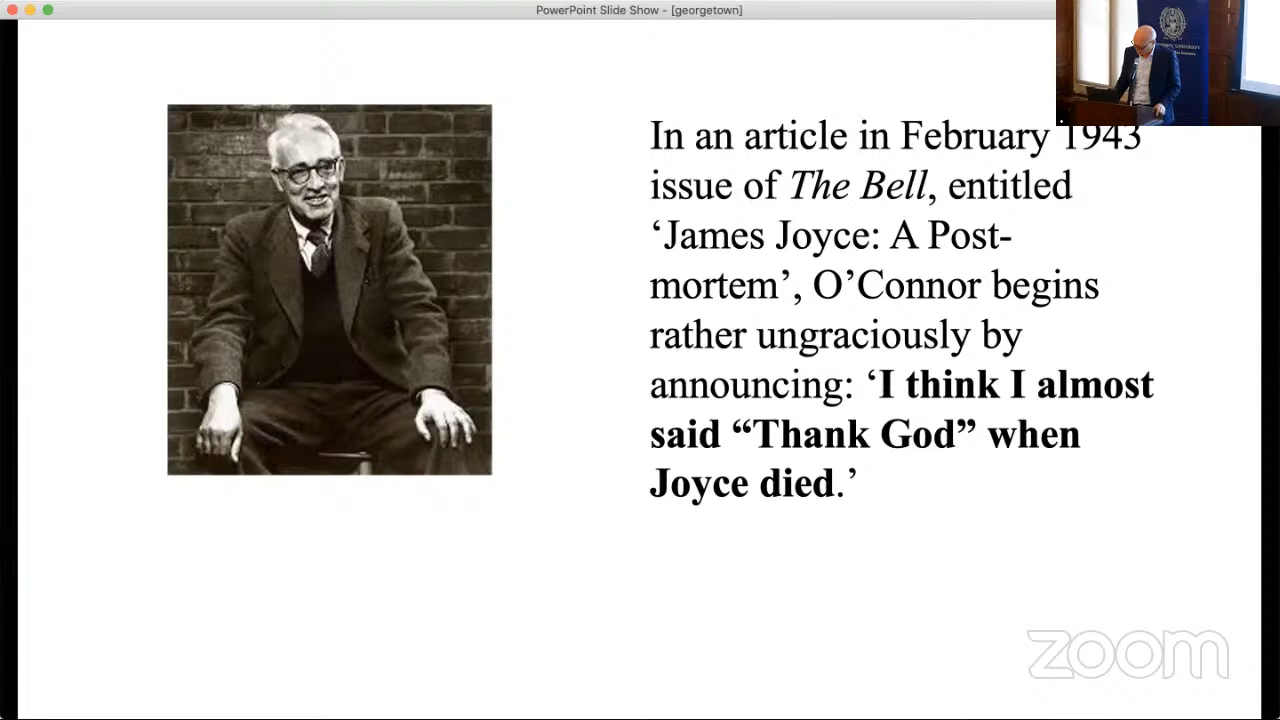 PowerPoint Slide Show - [georgetown]
In an article in February 1943
issue of The Bell, entitled
‘James Joyce: A Post-
mortem’, O’Connor begins
rather ungraciously by
announcing: ‘I think I almost
said “Thank God” when
Joyce died.’
zoom